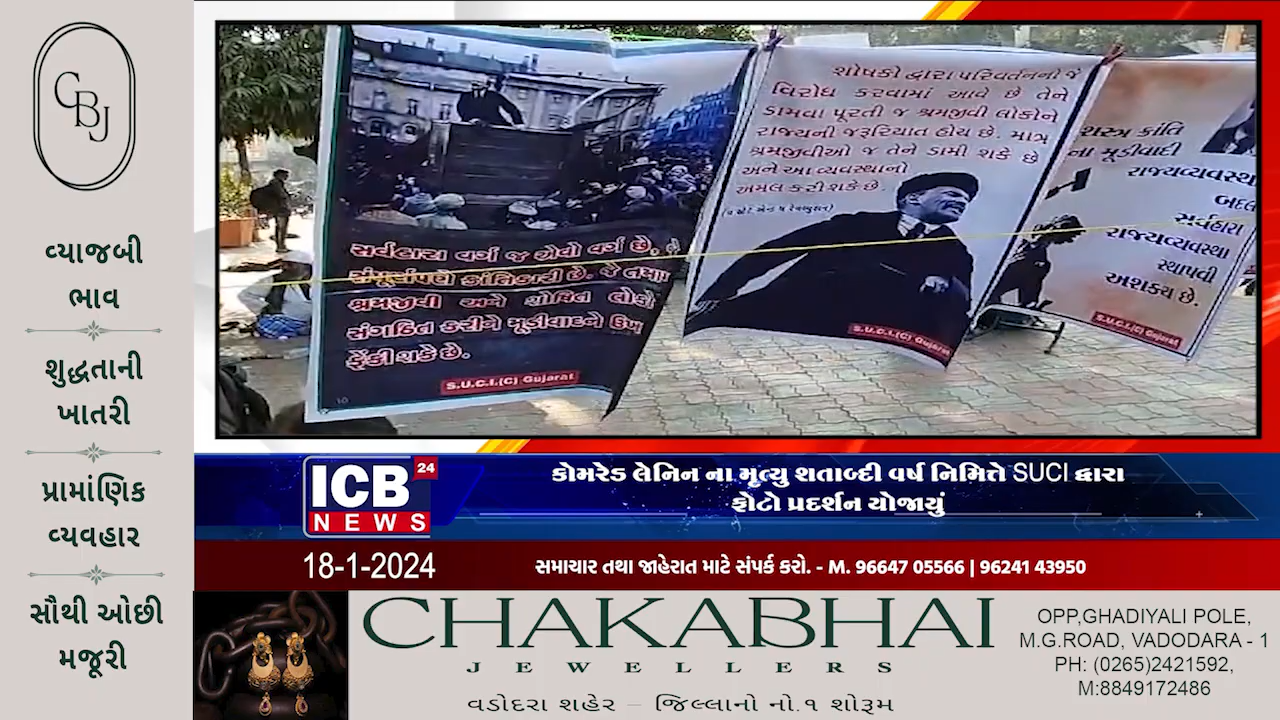 CBJ
વ્યાજબી
ભાવ
શુદ્ધતાની
ખાતરી
પ્રામાંણિક
વ્યવહાર
સૌથી ઓછી
મજૂરી
સર્વહારા વર્ગ જ એવો વર્ગ છે, જે
સંપૂર્ણપણે ક્રાંતિકારી છે. જે તમામ
શ્રમજીવી અને શોષિત લોકો
સંગઠિત કરીને મૂડીવાદને ઉખ
ફેંકી શકે છે.
S.U.C.I.(C) Gujarat
શોષકો દ્વારા પરિવર્તનનો જે
વિરોધ કરવામાં આવે છે તેને
ડામવા પૂરતી જ શ્રમજીવી લોકોને
રાજ્યની જરૂરિયાત હોય છે. માત્ર
શ્રમજીવીઓ જ તેને ડામી શકે છે
અને આ વ્યવસ્થાનો
અમલ કરી શકે છે.
S.U.C.I.(C) Gujarat
શસ્ત્ર ક્રાંતિ
ના મૂડીવાદી
રાજ્યવ્યવસ્થા
બદલ
સર્વહારા
રાજ્યવ્યવસ્થા
સ્થાપવી
અશક્ય છે.
S.U.C.I.(C) Gujarat
ICB 24
NEWS
કોમરેડ લેનિન ના મૃત્યુ શતાબ્દી વર્ષ નિમિત્તે SUCI દ્વારા
ફોટો પ્રદર્શન યોજાયું
18-1-2024
સમાચાર તથા જાહેરાત માટે સંપર્ક કરો. - M. 96647 05566 | 96241 43950
CHAKABHAI
JEWELLERS
વડોદરા શહેર – જિલ્લાનો નો.૧ શોરૂમ
OPP,GHADIYALI POLE,
M.G.ROAD, VADODARA - 1
PH: (0265)2421592,
M:8849172486